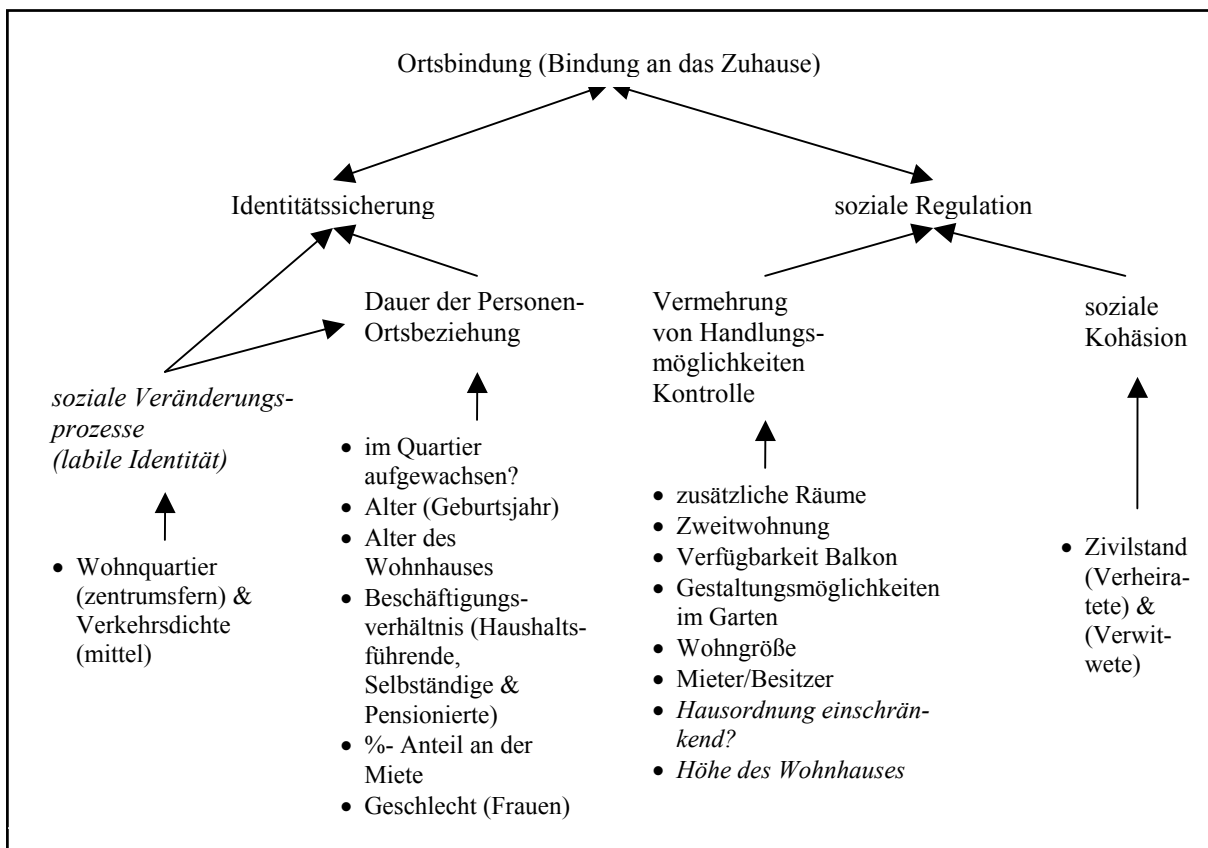 Ortsbindung (Bindung an das Zuhause)
Identitätssicherung
soziale Regulation
Dauer der Personen-
Ortsbeziehung
Vermehrung
von Handlungs-
möglichkeiten
Kontrolle
soziale
Kohäsion
soziale Veränderungs-
prozesse
(labile Identität)
• Wohnquartier
(zentrumsfern) &
Verkehrsdichte
(mittel)
• im Quartier
aufgewachsen?
• Alter (Geburtsjahr)
• Alter des
Wohnhauses
• Beschäftigungs-
verhältnis (Haushalts-
führende,
Selbständige &
Pensionierte)
• %- Anteil an der
Miete
• Geschlecht (Frauen)
• zusätzliche Räume
• Zweitwohnung
• Verfügbarkeit Balkon
• Gestaltungsmöglichkeiten
im Garten
• Wohngröße
• Mieter/Besitzer
• Hausordnung einschrän-
kend?
• Höhe des Wohnhauses
• Zivilstand
(Verheira-
tete) &
(Verwit-
wete)